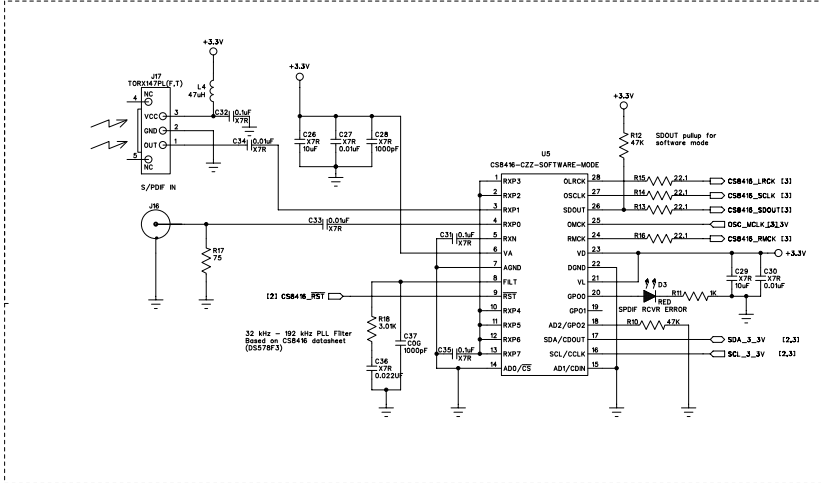 +3.3V
J17
TORX147PL(F,T)
L4
47uH
NC
4
VCC
3
GND
2
OUT
1
5
NC
C32 0.1uF
X7R
C34 0.01uF
X7R
S/PDIF IN
J16
R17
75
C33 0.01uF
X7R
+3.3V
C26
X7R
10uF
C27
X7R
0.01uF
C28
X7R
1000pF
C31 0.1uF
X7R
[2] CS8416_RST
32 kHz - 192 kHz PLL Filter
Based on CS8416 datasheet
(DS578F3)
R18
3.01K
C36
X7R
0.022UF
C37
C0G
1000pF
C35 0.1uF
X7R
U5
CS8416-CZZ-SOFTWARE-MODE
1 RXP3
2 RXP2
3 RXP1
4 RXP0
5 RXN
6 VA
7 AGND
8 FILT
9 RST
10 RXP4
11 RXP5
12 RXP6
13 RXP7
14 AD0/CS
OLRCK 28
OSCLK 27
SDOUT 26
OMCK 25
RMCK 24
VD 23
DGND 22
VL 21
GPO0 20
GPO1 19
AD2/GPO2 18
SDA/CDOUT 17
SCL/CCLK 16
AD1/CDIN 15
+3.3V
R12
47K
SDOUT pullup for
software mode
R15 22.1 CS8416_LRCK [3]
R14 22.1 CS8416_SCLK [3]
R13 22.1 CS8416_SDOUT[3]
OSC_MCLK_[3]3V
R16 22.1 CS8416_RMCK [3]
+3.3V
C29
X7R
10uF
C30
X7R
0.01uF
D3
RED
R11 1K
SPDIF RCVR ERROR
R10 47K
SDA_3_3V [2,3]
SCL_3_3V [2,3]